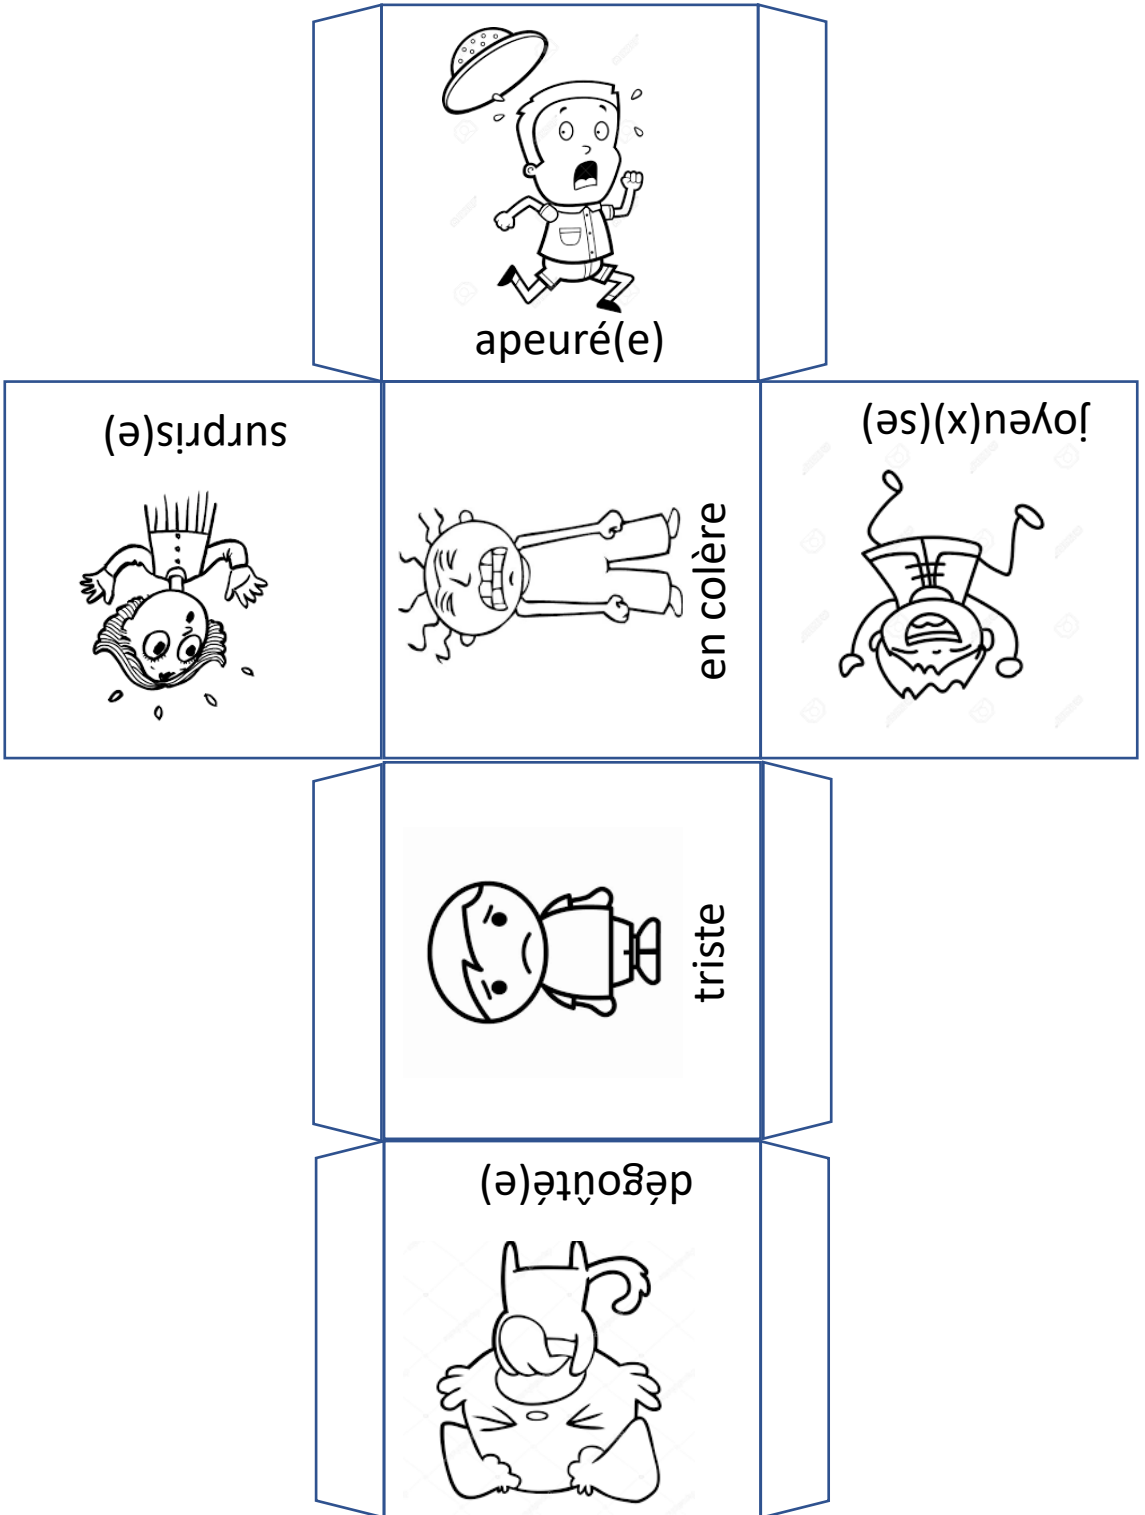 apeuré(e)
surpris(e)
en colère
joyeu(x)(se)
triste
dégoûté(e)